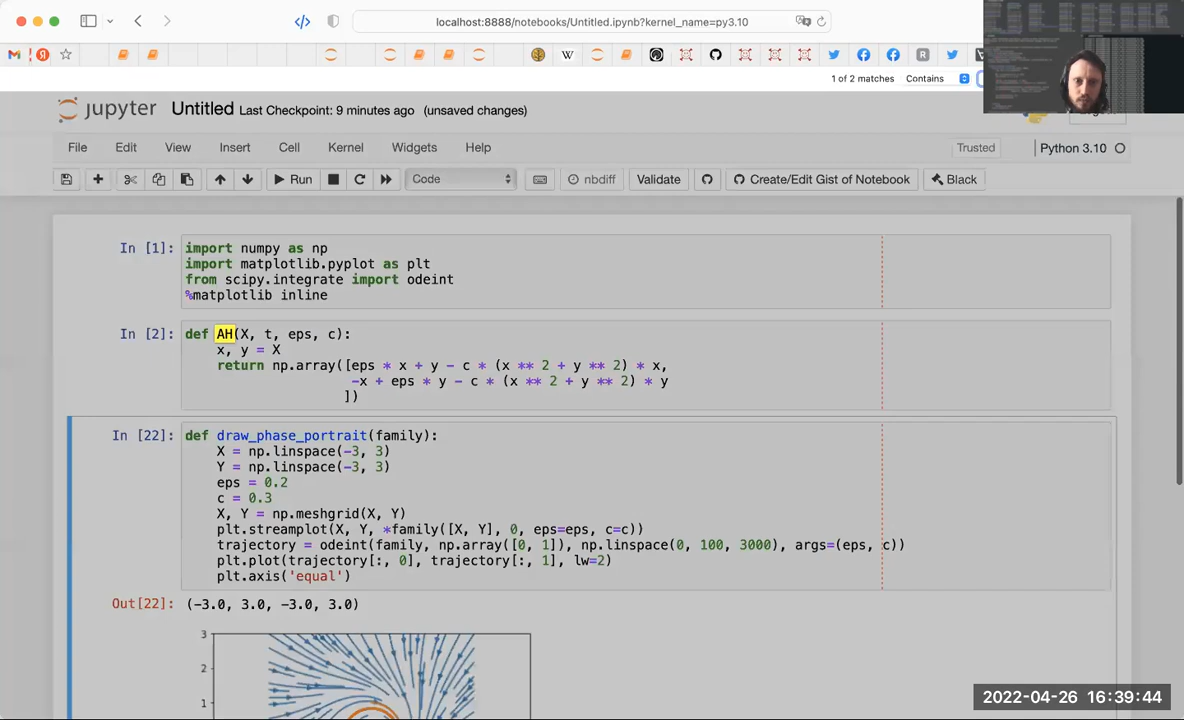 localhost:8888/notebooks/Untitled.ipynb?kernel_name=py3.10
1 of 2 matches Contains
jupyter Untitled Last Checkpoint: 9 minutes ago (unsaved changes)
File Edit View Insert Cell Kernel Widgets Help Trusted Python 3.10
Run Code nbdiff Validate Create/Edit Gist of Notebook Black
In [1]: import numpy as np
import matplotlib.pyplot as plt
from scipy.integrate import odeint
%matplotlib inline
In [2]: def AH(X, t, eps, c):
x, y = X
return np.array([eps * x + y - c * (x ** 2 + y ** 2) * x,
-x + eps * y - c * (x ** 2 + y ** 2) * y
])
In [22]: def draw_phase_portrait(family):
X = np.linspace(-3, 3)
Y = np.linspace(-3, 3)
eps = 0.2
c = 0.3
X, Y = np.meshgrid(X, Y)
plt.streamplot(X, Y, *family([X, Y], 0, eps=eps, c=c))
trajectory = odeint(family, np.array([0, 1]), np.linspace(0, 100, 3000), args=(eps, c))
plt.plot(trajectory[:, 0], trajectory[:, 1], lw=2)
plt.axis('equal')
Out[22]: (-3.0, 3.0, -3.0, 3.0)
3
2
1
2022-04-26 16:39:44